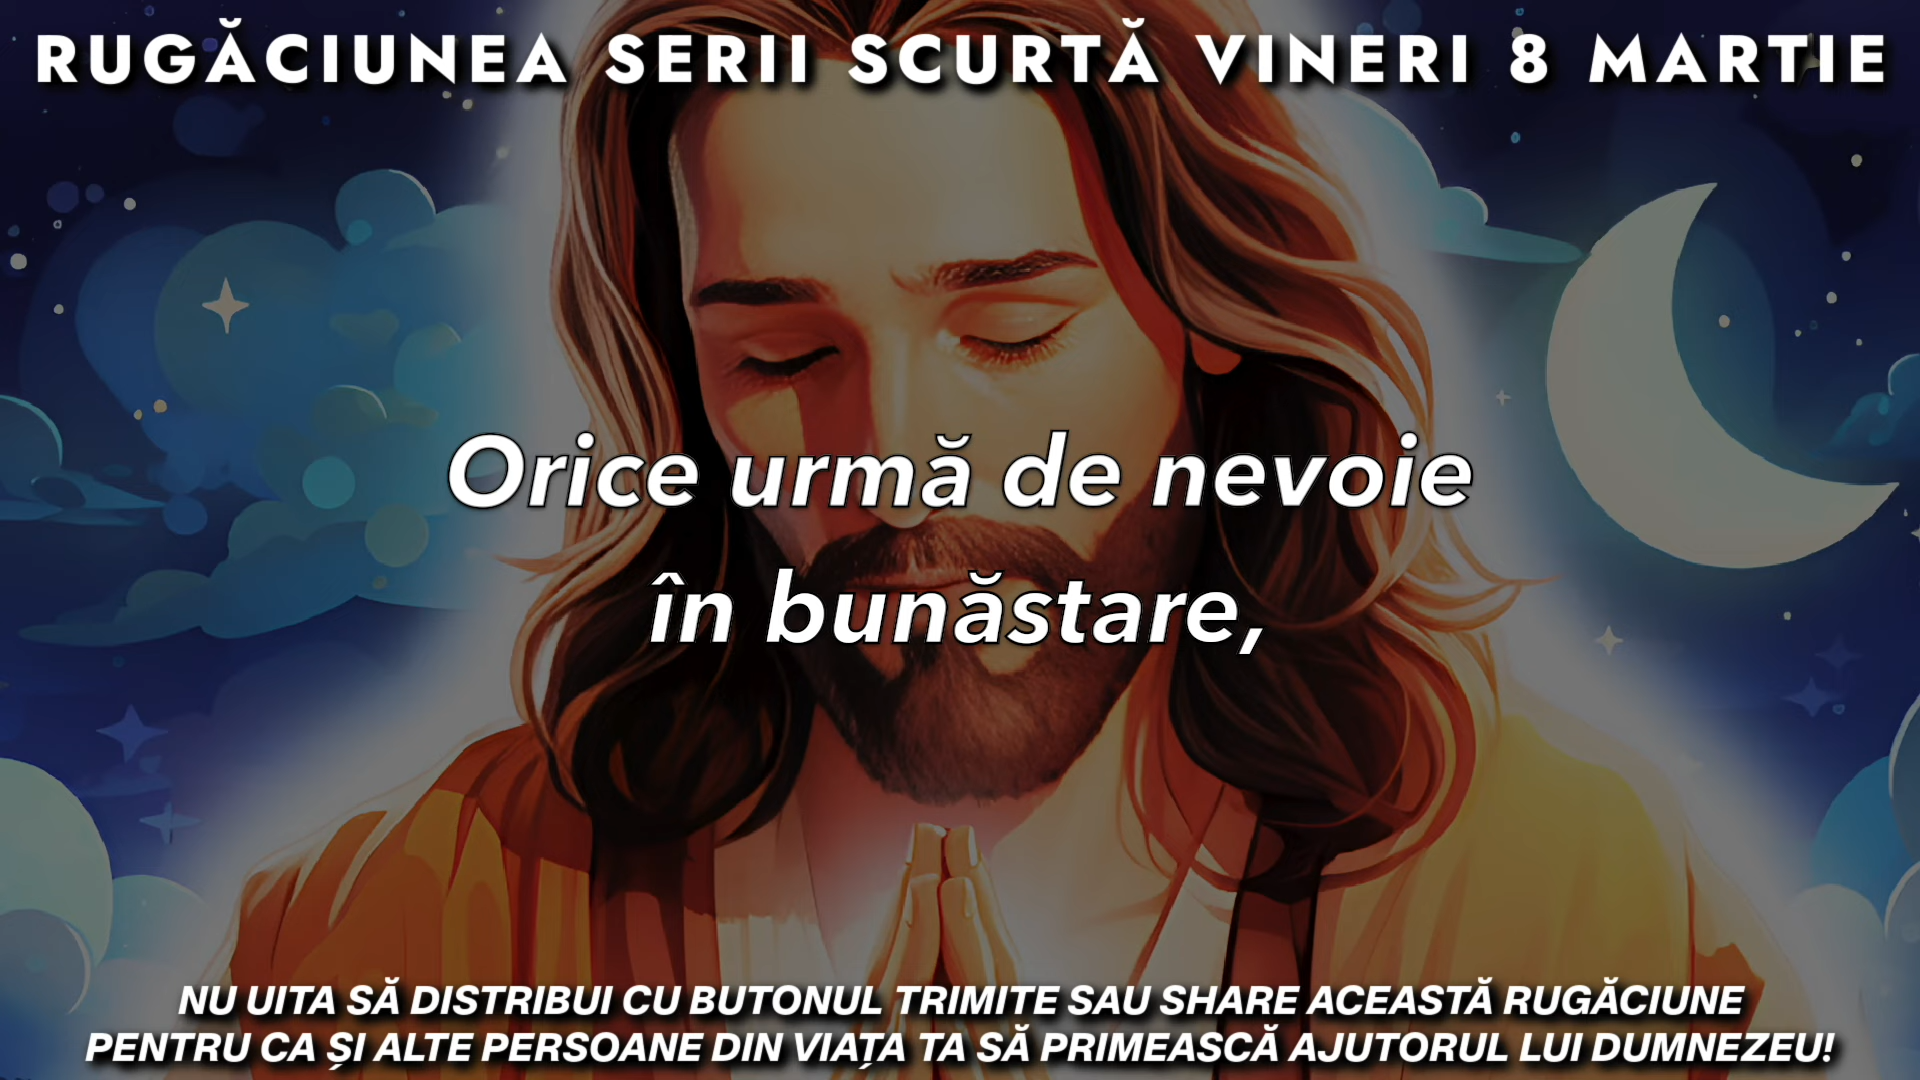 RUGĂCIUNEA SERII SCURTĂ VINERI 8 MARTIE
Orice urmă de nevoie
în bunăstare,
NU UITA SĂ DISTRIBUI CU BUTONUL TRIMITE SAU SHARE ACEASTĂ RUGĂCIUNE
PENTRU CA ȘI ALTE PERSOANE DIN VIAȚA TA SĂ PRIMEASCĂ AJUTORUL LUI DUMNEZEU!